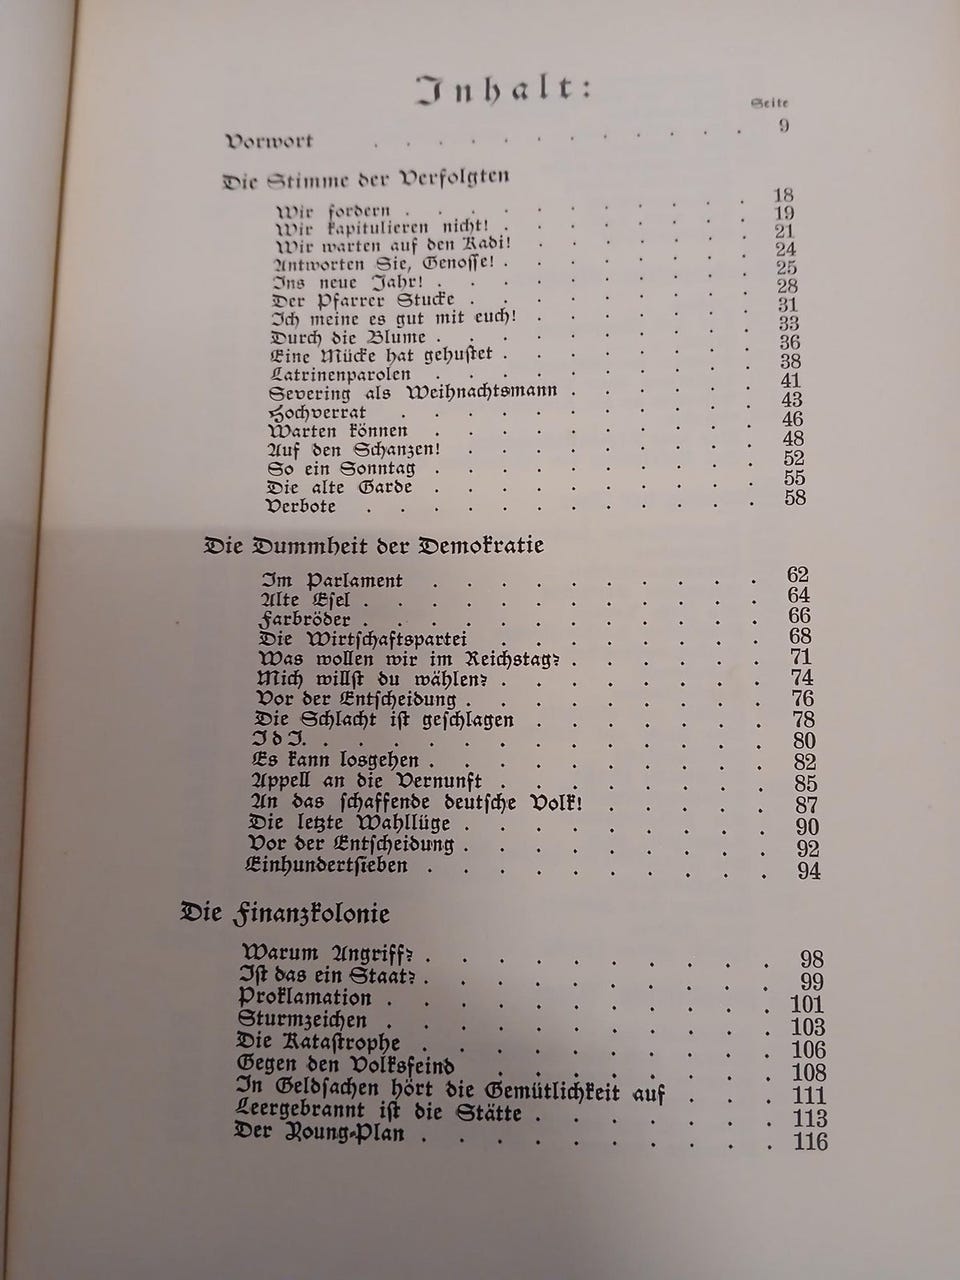 Inhalt:
Seite
Vorwort . . . . . . . . . . . . 9
Die Stimme der Verfolgten
Wir fordern . . . . . . . . . . . 18
Wir kapitulieren nicht! . . . . . . . . 19
Wir warten auf den Kadi! . . . . . . . 21
Antworten Sie, Genosse! . . . . . . . . 24
Ins neue Jahr! . . . . . . . . . . 25
Der Pfarrer Stucke . . . . . . . . . 28
Ich meine es gut mit euch! . . . . . . . 31
Durch die Blume . . . . . . . . . . 33
Eine Mücke hat gehustet . . . . . . . . 36
Latrinenparolen . . . . . . . . . . 38
Severing als Weihnachtsmann . . . . . . 41
Hochverrat . . . . . . . . . . . 43
Warten können . . . . . . . . . . 46
Auf den Schanzen! . . . . . . . . . 48
So ein Sonntag . . . . . . . . . . 52
Die alte Garde . . . . . . . . . . 55
Verbote . . . . . . . . . . . . 58
Die Dummheit der Demokratie
Im Parlament . . . . . . . . . . 62
Alte Esel . . . . . . . . . . . . 64
Farbröder . . . . . . . . . . . . 66
Die Wirtschaftspartei . . . . . . . . 68
Was wollen wir im Reichstag? . . . . . . 71
Mich willst du wählen? . . . . . . . . 74
Vor der Entscheidung . . . . . . . . . 76
Die Schlacht ist geschlagen . . . . . . . 78
I d I. . . . . . . . . . . . . . 80
Es kann losgehen . . . . . . . . . . 82
Appell an die Vernunft . . . . . . . . 85
An das schaffende deutsche Volk! . . . . . 87
Die letzte Wahllüge . . . . . . . . . 90
Vor der Entscheidung . . . . . . . . . 92
Einhundertsieben . . . . . . . . . . 94
Die Finanzkolonie
Warum Angriff? . . . . . . . . . . 98
Ist das ein Staat? . . . . . . . . . . 99
Proklamation . . . . . . . . . . . 101
Sturmzeichen . . . . . . . . . . . 103
Die Katastrophe . . . . . . . . . . 106
Gegen den Volksfeind . . . . . . . . 108
In Geldsachen hört die Gemütlichkeit auf . . . 111
Leergebrannt ist die Stätte . . . . . . . 113
Der Young-Plan . . . . . . . . . . 116